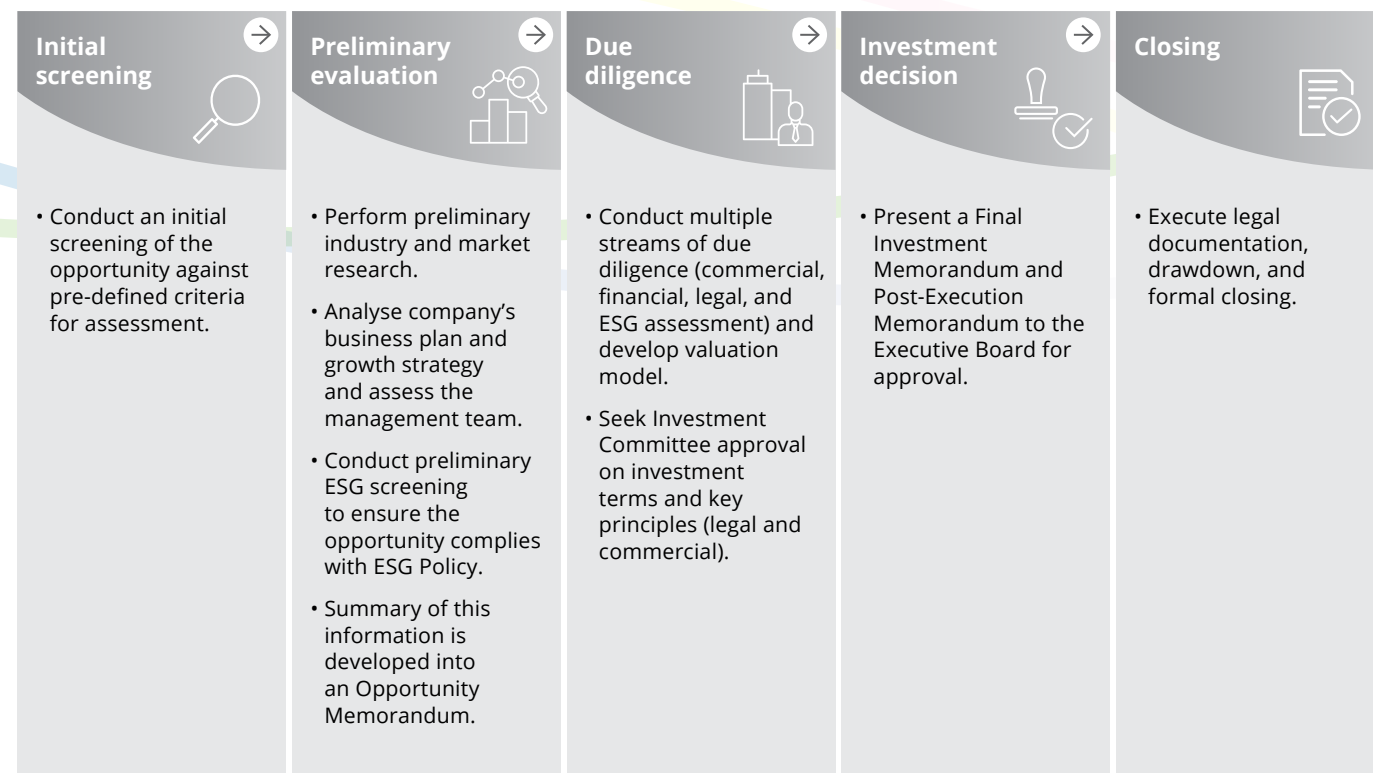 Initial
screening
• Conduct an initial
screening of the
opportunity against
pre-defined criteria
for assessment.
Preliminary
evaluation
• Perform preliminary
industry and market
research.
• Analyse company’s
business plan and
growth strategy
and assess the
management team.
• Conduct preliminary
ESG screening
to ensure the
opportunity complies
with ESG Policy.
• Summary of this
information is
developed into
an Opportunity
Memorandum.
Due
diligence
• Conduct multiple
streams of due
diligence (commercial,
financial, legal, and
ESG assessment) and
develop valuation
model.
• Seek Investment
Committee approval
on investment
terms and key
principles (legal and
commercial).
Investment
decision
• Present a Final
Investment
Memorandum and
Post-Execution
Memorandum to the
Executive Board for
approval.
Closing
• Execute legal
documentation,
drawdown, and
formal closing.